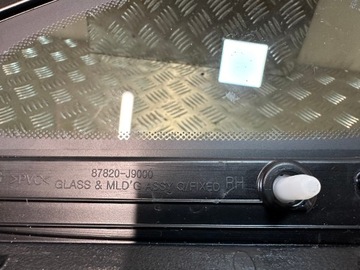 87820-J9000
GLASS & MLD'G ASSY Q/FIXED RH